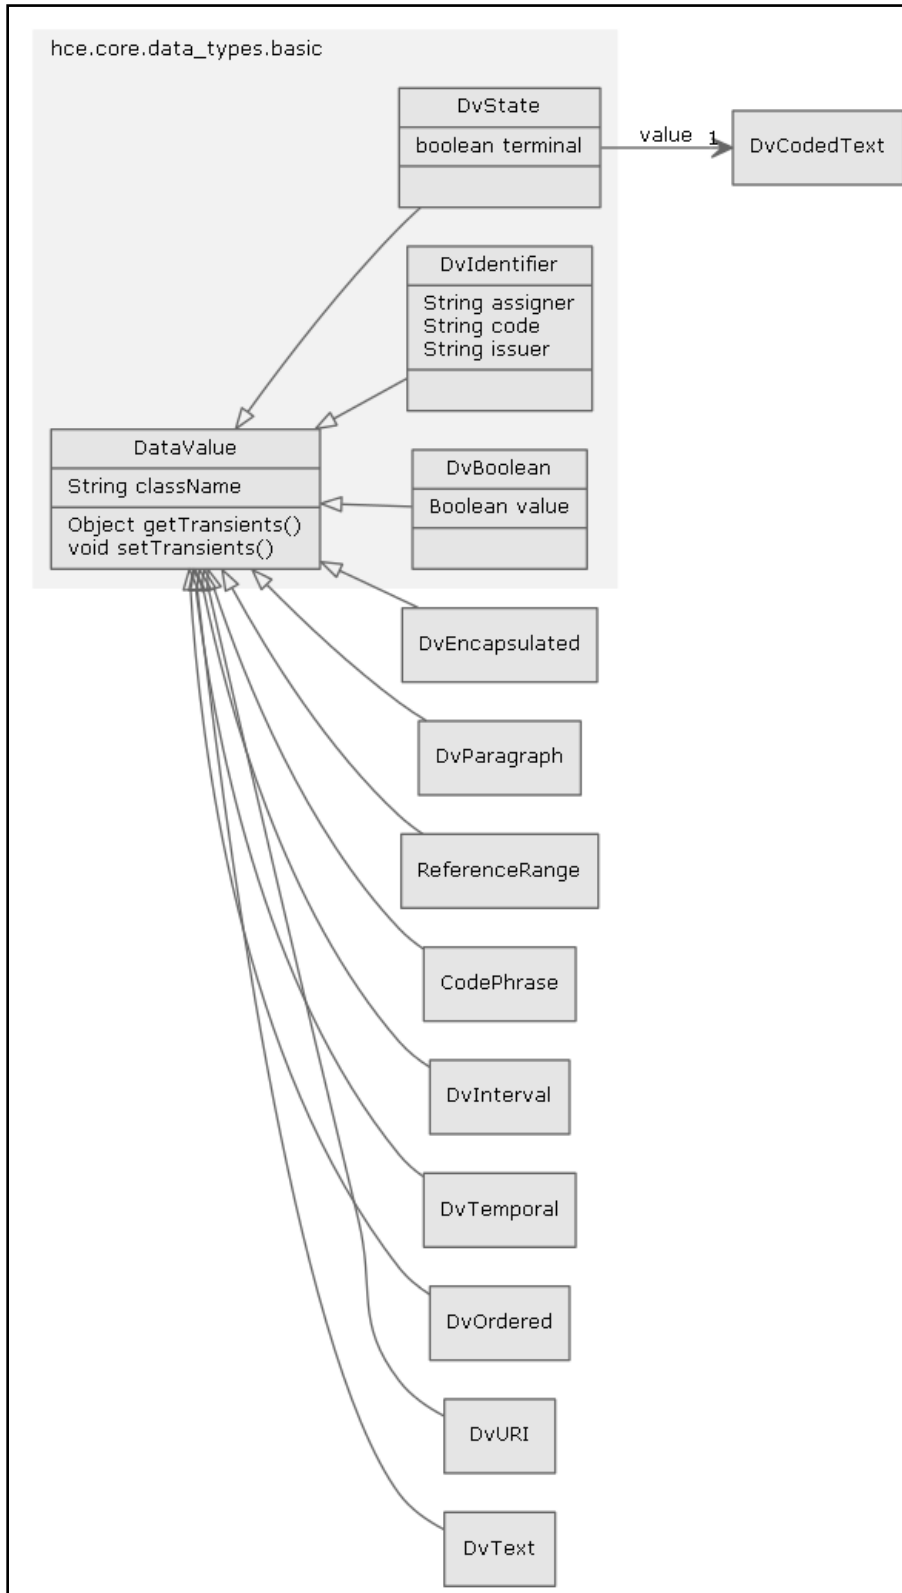 hce.core.data_types.basic
DvState
boolean terminal
value 1
DvCodedText
DvIdentifier
String assigner
String code
String issuer
DataValue
String className
Object getTransients()
void setTransients()
DvBoolean
Boolean value
DvEncapsulated
DvParagraph
ReferenceRange
CodePhrase
DvInterval
DvTemporal
DvOrdered
DvURI
DvText